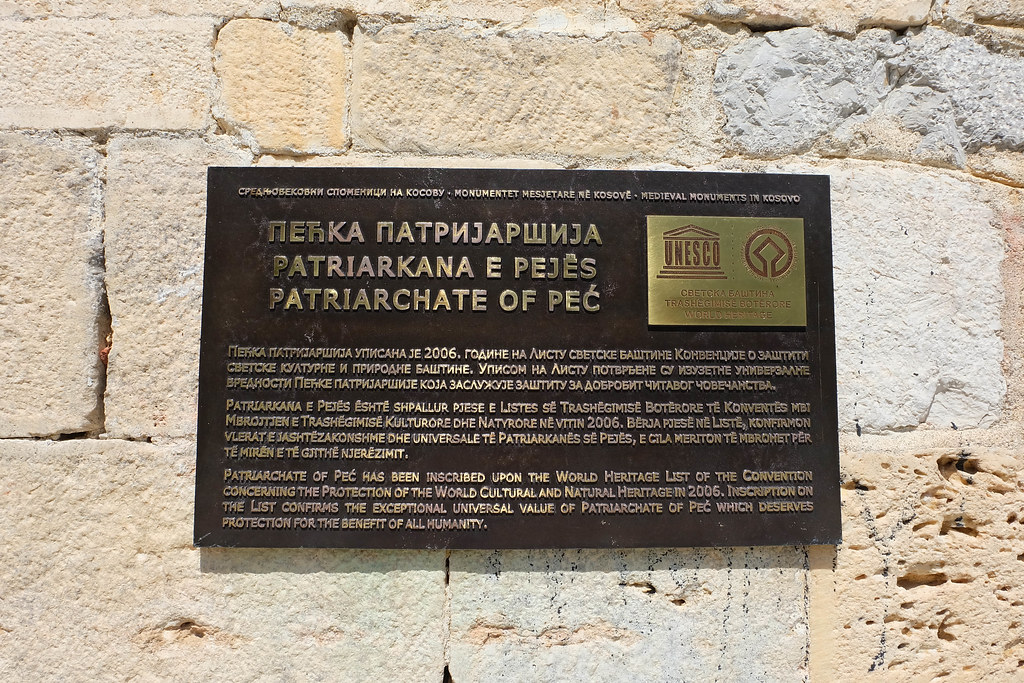 СРЕДЊОВЕКОВНИ СПОМЕНИЦИ НА КОСОВУ · MONUMENTET MESJETARE NË KOSOVË · MEDIEVAL MONUMENTS IN KOSOVO
ПЕЋКА ПАТРИЈАРШИЈА
PATRIARKANA E PEJËS
PATRIARCHATE OF PEĆ
UNESCO
СВЕТСКА БАШТИНА
TRASHËGIMISË BOTËRORE
WORLD HERITAGE
ПЕЋКА ПАТРИЈАРШИЈА УПИСАНА ЈЕ 2006. ГОДИНЕ НА ЛИСТУ СВЕТСКЕ БАШТИНЕ КОНВЕНЦИЈЕ О ЗАШТИТИ
СВЕТСКЕ КУЛТУРНЕ И ПРИРОДНЕ БАШТИНЕ. УПИСОМ НА ЛИСТУ ПОТВРЂЕНЕ СУ ИЗУЗЕТНЕ УНИВЕРЗАЛНЕ
ВРЕДНОСТИ ПЕЋКЕ ПАТРИЈАРШИЈЕ КОЈА ЗАСЛУЖУЈЕ ЗАШТИТУ ЗА ДОБРОБИТ ЧИТАВОГ ЧОВЕЧАНСТВА.
PATRIARKANA E PEJËS ËSHTË SHPALLUR PJESE E LISTES SË TRASHËGIMISË BOTËRORE TË KONVENTËS MBI
MBROJTJEN E TRASHËGIMISË KULTURORE DHE NATYRORE NË VITIN 2006. BËRJA PJESË NË LISTË, KONFIRMON
VLERAT E JASHTËZAKONSHME DHE UNIVERSALE TË PATRIARKANËS SË PEJËS, E CILA MERITON TË MBROHET PËR
TË MIRËN E TË GJITHË NJERËZIMIT.
PATRIARCHATE OF PEĆ HAS BEEN INSCRIBED UPON THE WORLD HERITAGE LIST OF THE CONVENTION
CONCERNING THE PROTECTION OF THE WORLD CULTURAL AND NATURAL HERITAGE IN 2006. INSCRIPTION ON
THE LIST CONFIRMS THE EXCEPTIONAL UNIVERSAL VALUE OF PATRIARCHATE OF PEĆ WHICH DESERVES
PROTECTION FOR THE BENEFIT OF ALL HUMANITY.